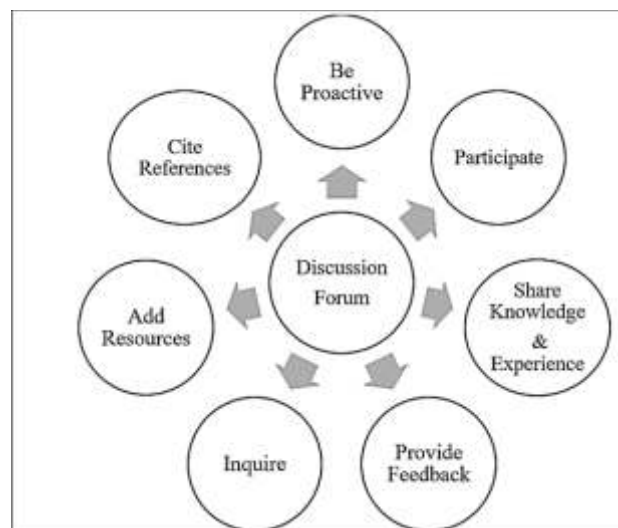 Be
Proactive
Participate
Share
Knowledge
&
Experience
Provide
Feedback
Inquire
Add
Resources
Cite
References
Discussion
Forum